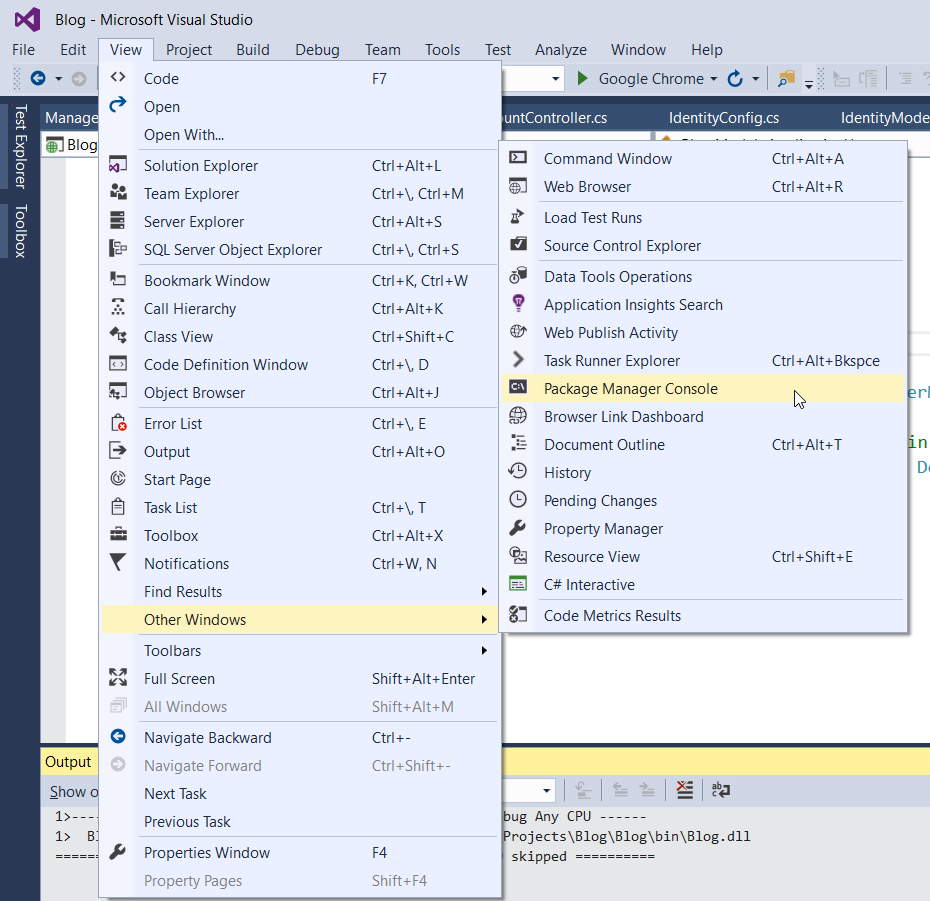 Blog - Microsoft Visual Studio
File Edit View Project Build Debug Team Tools Test Analyze Window Help
Google Chrome
Test Explorer
Toolbox
Manage
untController.cs IdentityConfig.cs IdentityMode
Blog
Code F7
Open
Open With...
Solution Explorer Ctrl+Alt+L
Team Explorer Ctrl+\, Ctrl+M
Server Explorer Ctrl+Alt+S
SQL Server Object Explorer Ctrl+\, Ctrl+S
Bookmark Window Ctrl+K, Ctrl+W
Call Hierarchy Ctrl+Alt+K
Class View Ctrl+Shift+C
Code Definition Window Ctrl+\, D
Object Browser Ctrl+Alt+J
Error List Ctrl+\, E
Output Ctrl+Alt+O
Start Page
Task List Ctrl+\, T
Toolbox Ctrl+Alt+X
Notifications Ctrl+W, N
Find Results
Other Windows
Toolbars
Full Screen Shift+Alt+Enter
All Windows Shift+Alt+M
Navigate Backward Ctrl+-
Navigate Forward Ctrl+Shift+-
Next Task
Previous Task
Properties Window F4
Property Pages Shift+F4
Command Window Ctrl+Alt+A
Web Browser Ctrl+Alt+R
Load Test Runs
Source Control Explorer
Data Tools Operations
Application Insights Search
Web Publish Activity
Task Runner Explorer Ctrl+Alt+Bkspce
C:\ Package Manager Console
Browser Link Dashboard
Document Outline Ctrl+Alt+T
History
Pending Changes
Property Manager
Resource View Ctrl+Shift+E
C# Interactive
Code Metrics Results
in
De
Output
Show o
1>---- bug Any CPU ------
1> Bl Projects\Blog\Blog\bin\Blog.dll
====== skipped ==========